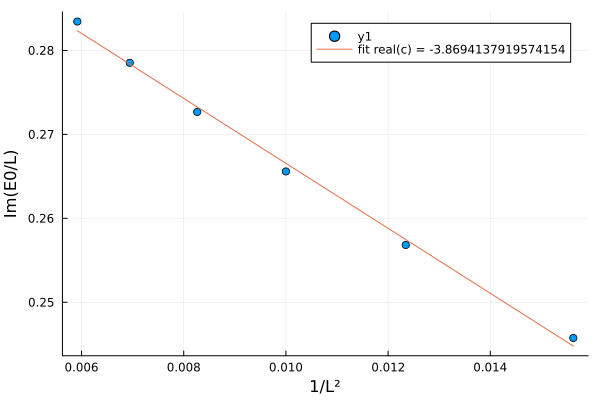 y1
fit real(c) = -3.8694137919574154
0.28
0.27
0.26
0.25
Im(E0/L)
0.006 0.008 0.010 0.012 0.014
1/L²